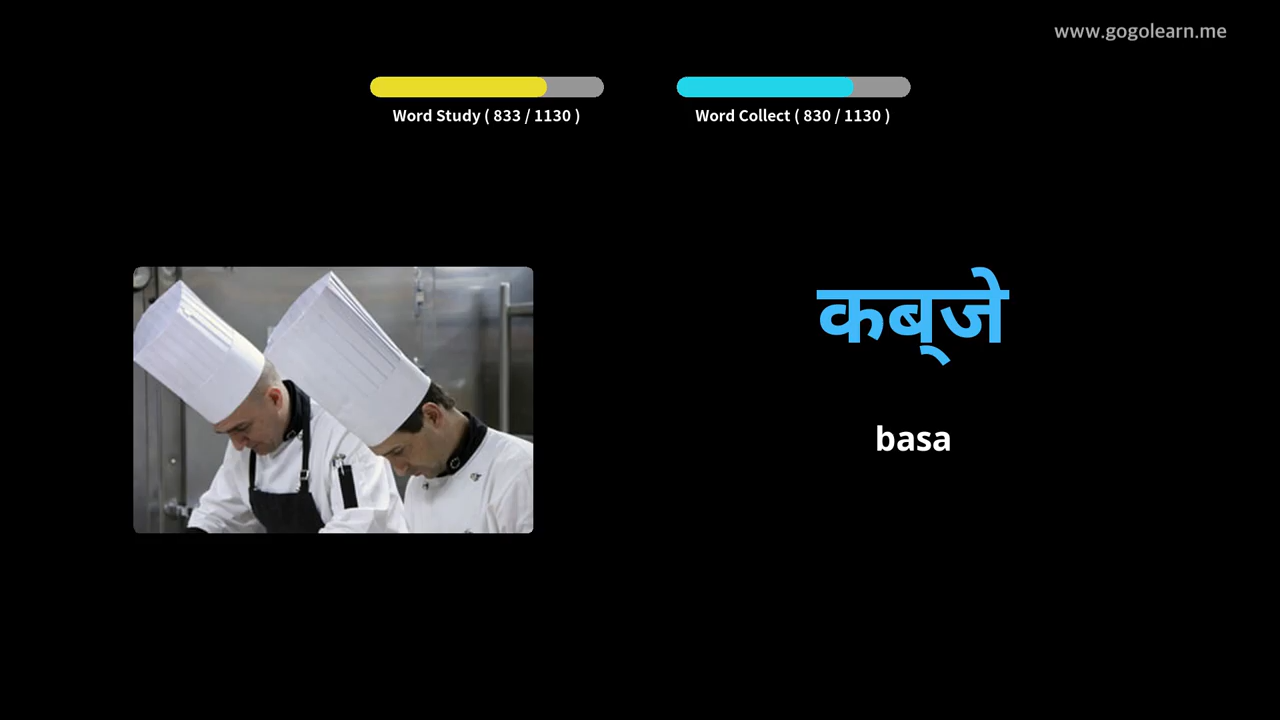 www.gogolearn.me
Word Study ( 833 / 1130 )
Word Collect ( 830 / 1130 )
कब्जे
basa